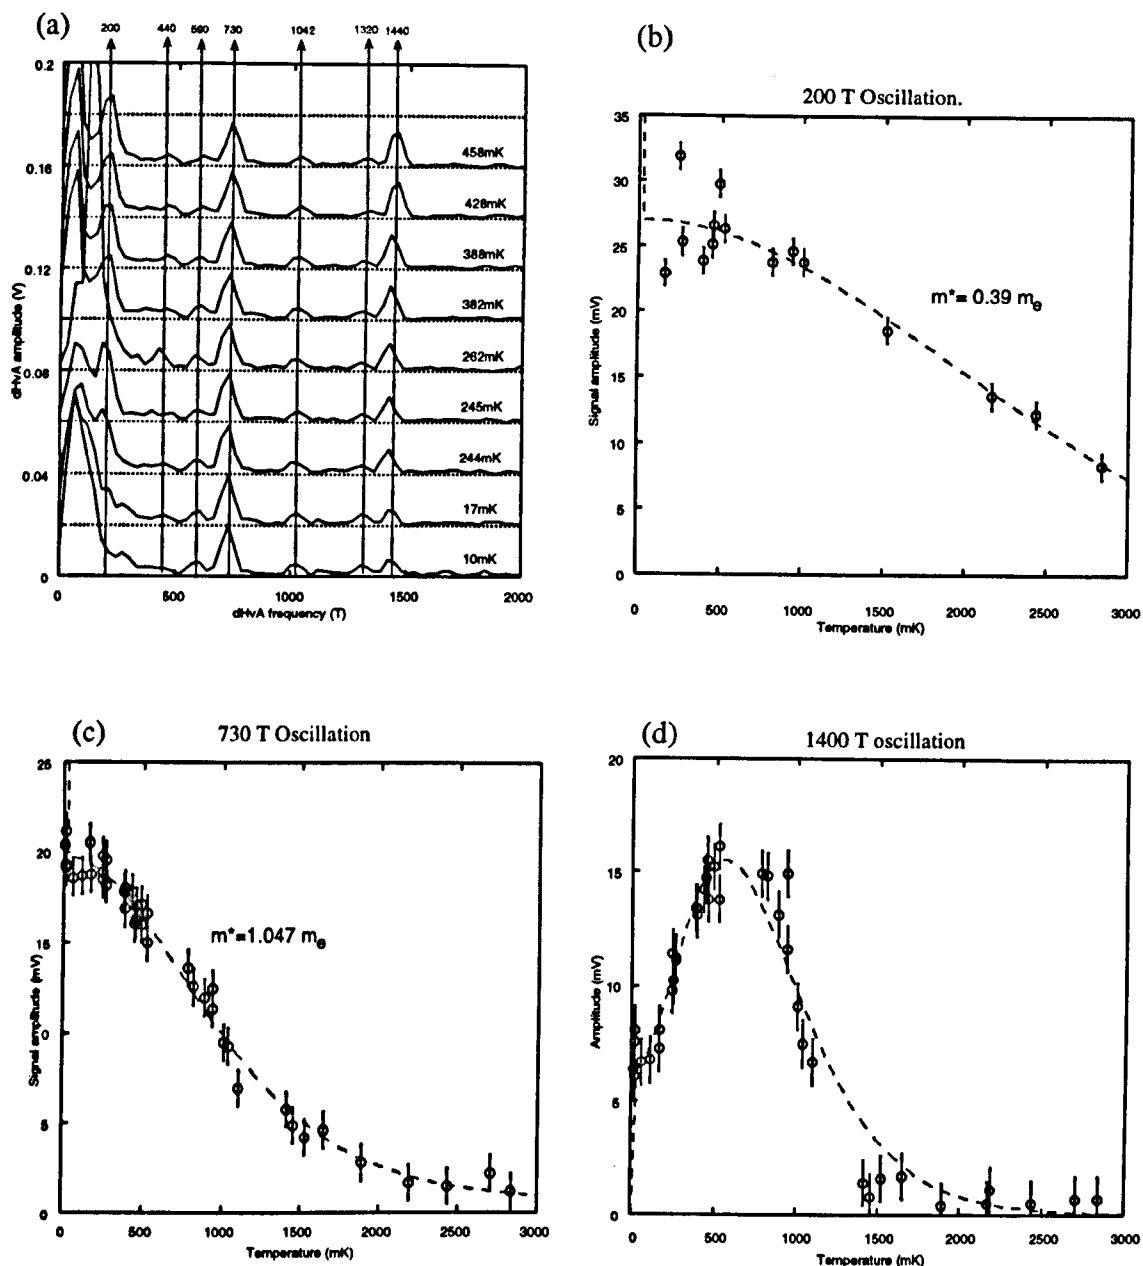 (a)
200 440 590 730 1042 1320 1440
0.2
0.16
0.12
0.08
0.04
0
dHvA amplitude (V)
458mK
428mK
388mK
382mK
262mK
245mK
244mK
17mK
10mK
0 500 1000 1500 2000
dHvA frequency (T)
(b)
200 T Oscillation.
35
30
25
20
15
10
5
0
Signal amplitude (mV)
m*= 0.39 me
0 500 1000 1500 2000 2500 3000
Temperature (mK)
(c)
730 T Oscillation
25
20
15
10
5
0
Signal amplitude (mV)
m*=1.047 me
0 500 1000 1500 2000 2500 3000
Temperature (mK)
(d)
1400 T oscillation
20
15
10
5
0
Amplitude (mV)
0 500 1000 1500 2000 2500 3000
Temperature (mK)